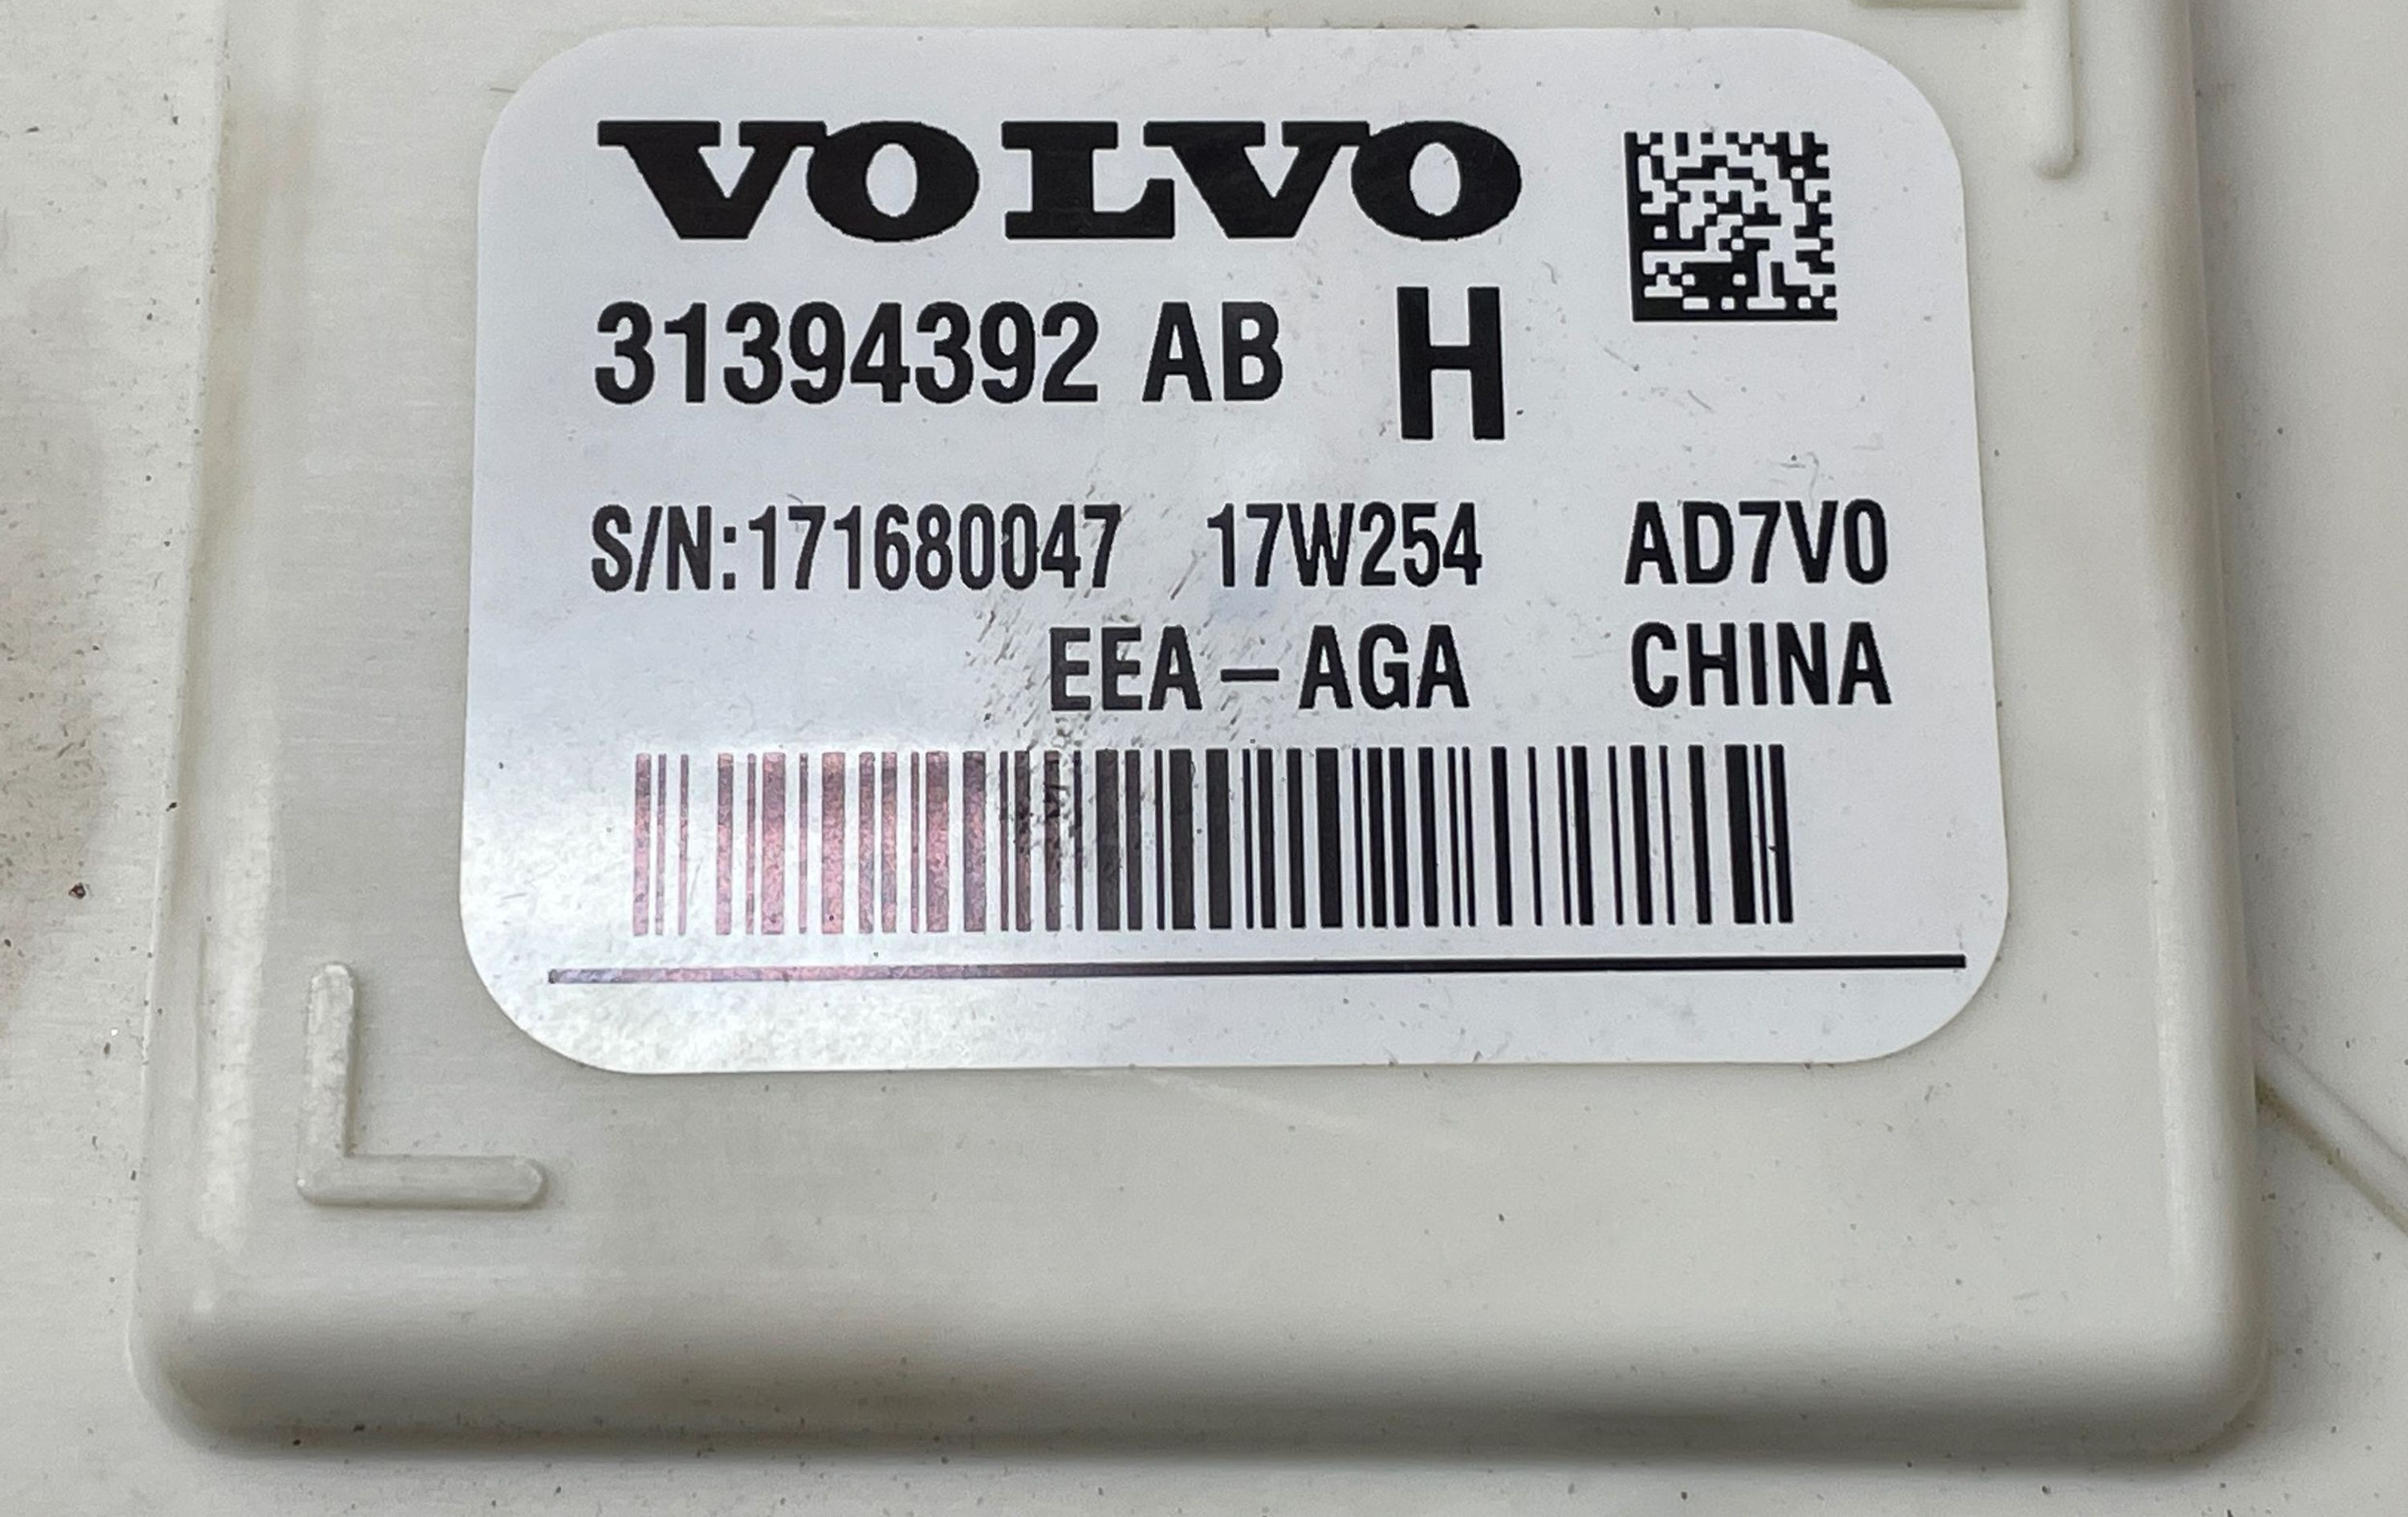 VOLVO
31394392 AB H
S/N:171680047 17W254 AD7V0
EEA-AGA CHINA